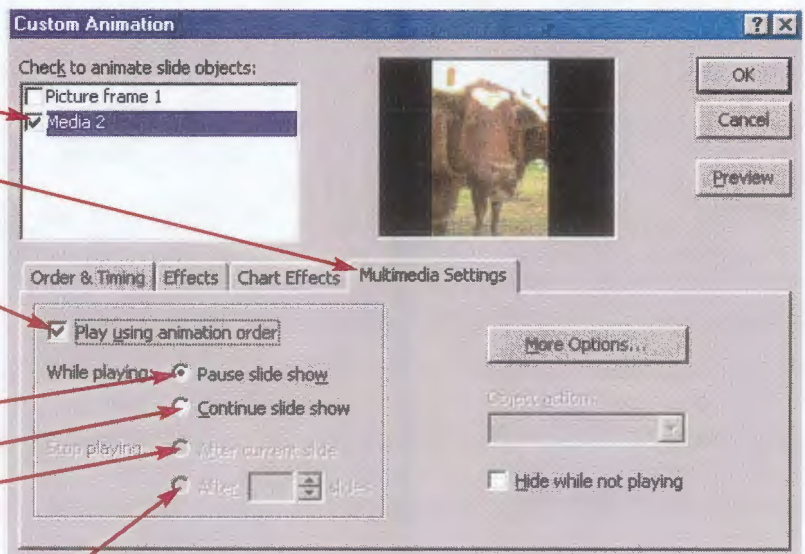 Custom Animation
Check to animate slide objects:
Picture frame 1
Media 2
OK
Cancel
Preview
Order & Timing
Effects
Chart Effects
Multimedia Settings
Play using animation order
While playing:
Pause slide show
Continue slide show
Stop playing
After current slide
After
slides
More Options...
Object action:
Hide while not playing